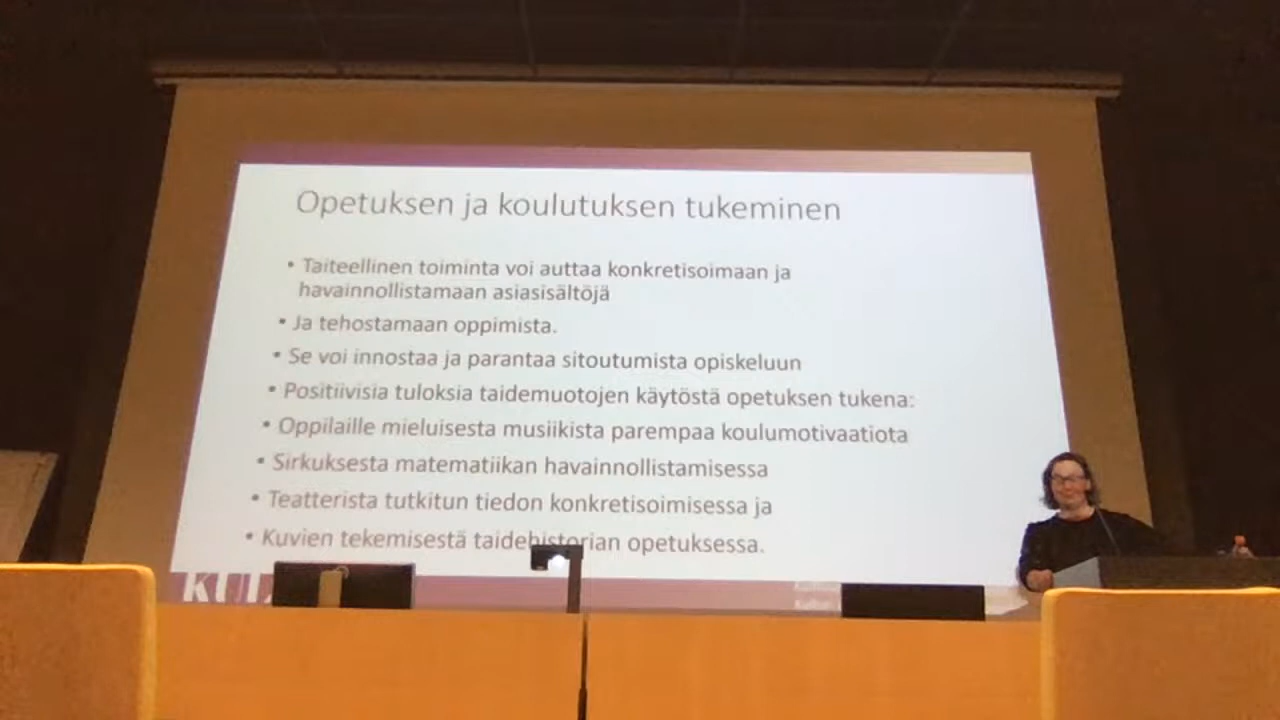 Opetuksen ja koulutuksen tukeminen
• Taiteellinen toiminta voi auttaa konkretisoimaan ja
havainnollistamaan asiasisältöjä
• Ja tehostamaan oppimista.
• Se voi innostaa ja parantaa sitoutumista opiskeluun
• Positiivisia tuloksia taidemuotojen käytöstä opetuksen tukena:
• Oppilaille mieluisesta musiikista parempaa koulumotivaatiota
• Sirkuksesta matematiikan havainnollistamisessa
• Teatterista tutkitun tiedon konkretisoimisessa ja
• Kuvien tekemisestä taidehistorian opetuksessa.